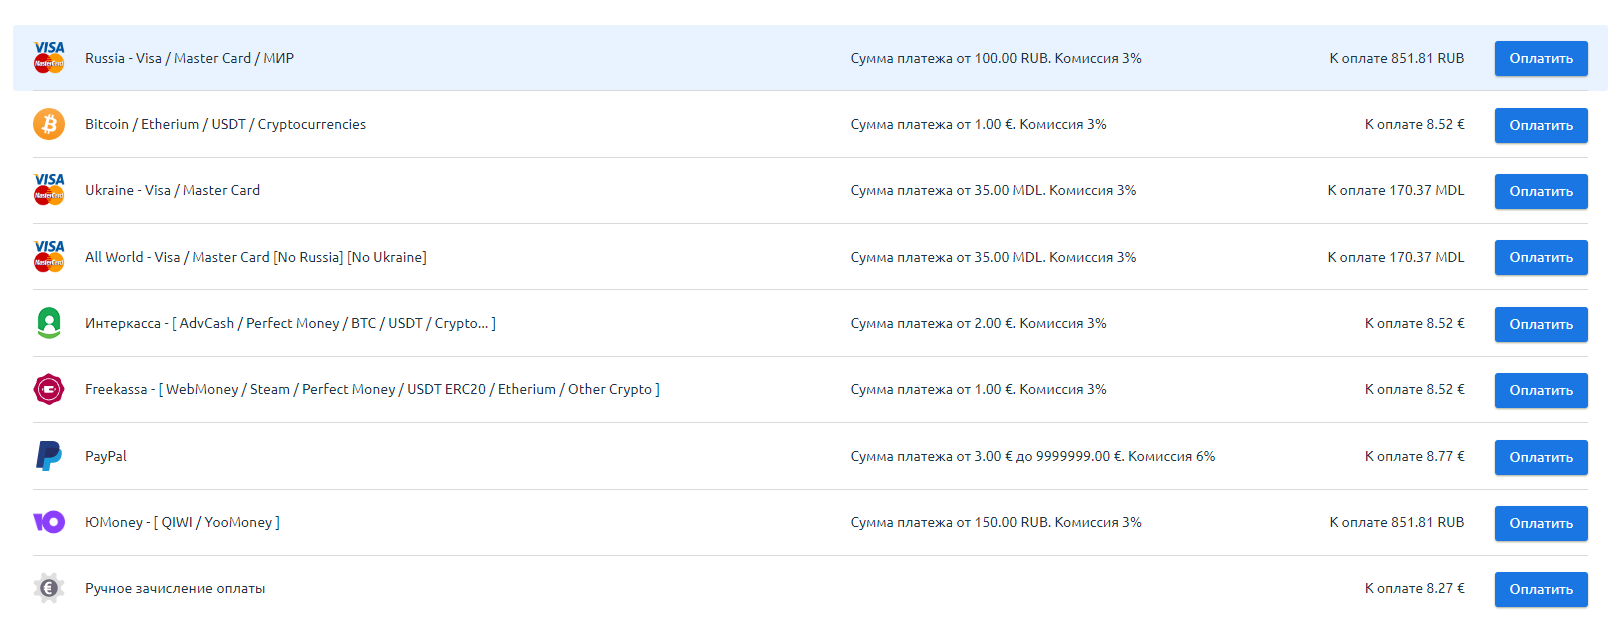 VISA MasterCard Russia - Visa / Master Card / МИР Сумма платежа от 100.00 RUB. Комиссия 3% К оплате 851.81 RUB Оплатить
Bitcoin / Etherium / USDT / Cryptocurrencies Сумма платежа от 1.00 €. Комиссия 3% К оплате 8.52 € Оплатить
VISA MasterCard Ukraine - Visa / Master Card Сумма платежа от 35.00 MDL. Комиссия 3% К оплате 170.37 MDL Оплатить
VISA MasterCard All World - Visa / Master Card [No Russia] [No Ukraine] Сумма платежа от 35.00 MDL. Комиссия 3% К оплате 170.37 MDL Оплатить
Интеркасса - [ AdvCash / Perfect Money / BTC / USDT / Crypto... ] Сумма платежа от 2.00 €. Комиссия 3% К оплате 8.52 € Оплатить
Freekassa - [ WebMoney / Steam / Perfect Money / USDT ERC20 / Etherium / Other Crypto ] Сумма платежа от 1.00 €. Комиссия 3% К оплате 8.52 € Оплатить
PayPal Сумма платежа от 3.00 € до 9999999.00 €. Комиссия 6% К оплате 8.77 € Оплатить
ЮMoney - [ QIWI / YooMoney ] Сумма платежа от 150.00 RUB. Комиссия 3% К оплате 851.81 RUB Оплатить
Ручное зачисление оплаты К оплате 8.27 € Оплатить